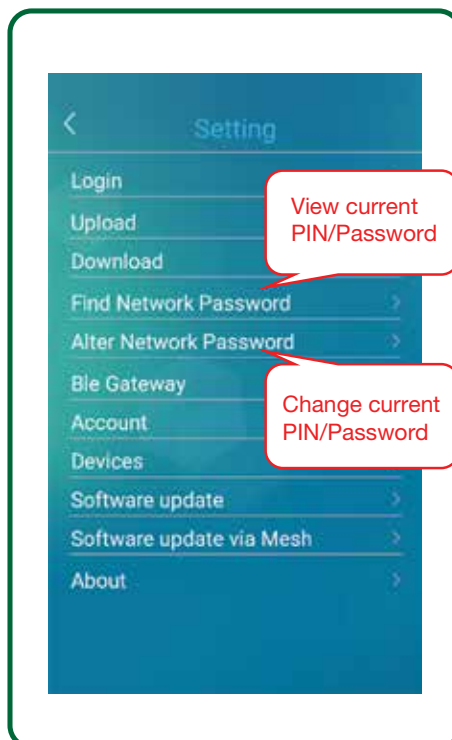 Setting
Login
View current
PIN/Password
Upload
Download
Find Network Password
Alter Network Password
Ble Gateway
Change current
PIN/Password
Account
Devices
Software update
Software update via Mesh
About